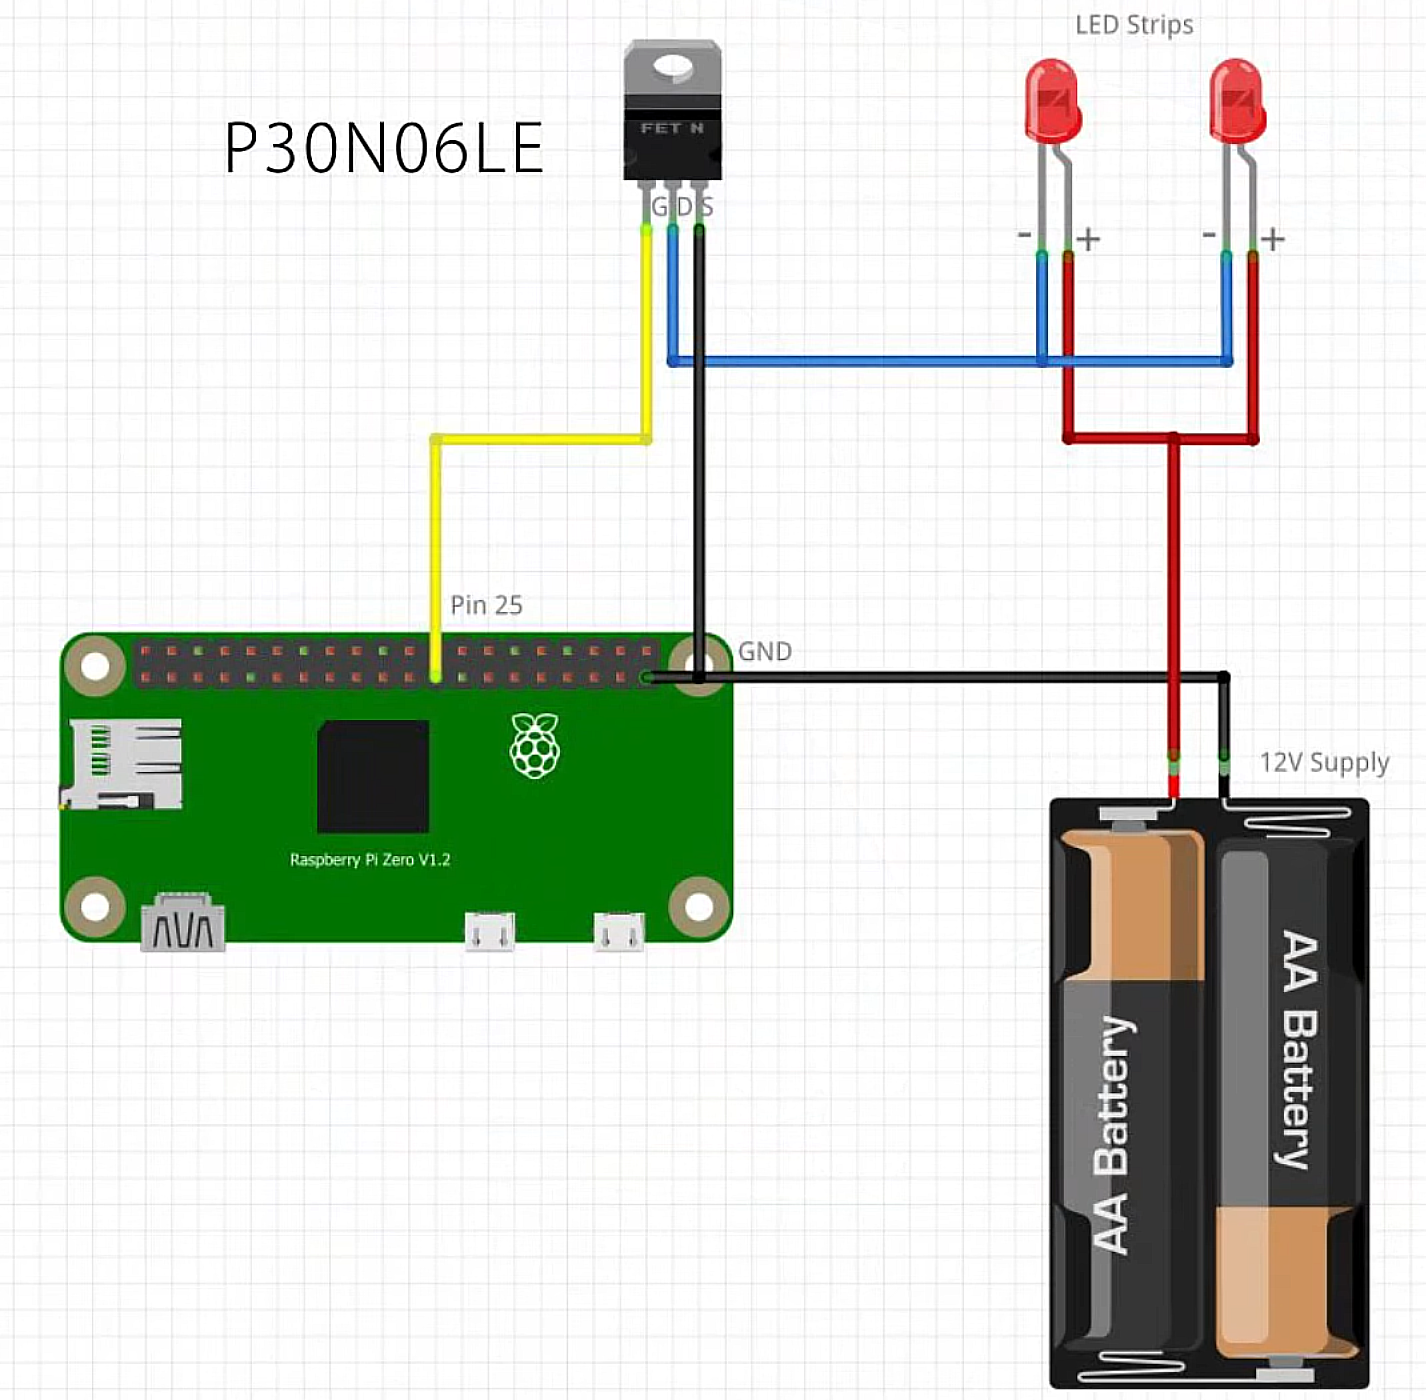 LED Strips
FET N
P30N06LE
G D S
- + - +
Pin 25
GND
12V Supply
Raspberry Pi Zero V1.2
AA Battery
AA Battery